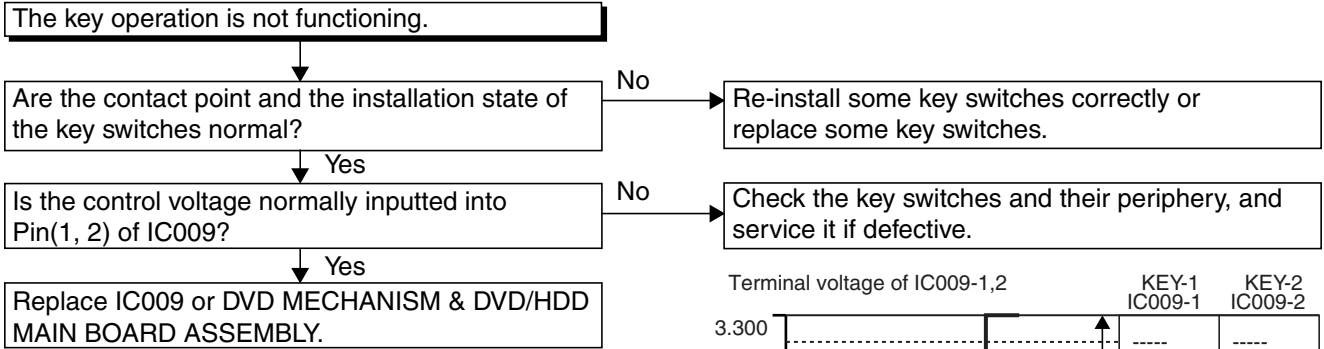 The key operation is not functioning.
Are the contact point and the installation state of
the key switches normal?
No
Re-install some key switches correctly or
replace some key switches.
Yes
Is the control voltage normally inputted into
Pin(1, 2) of IC009?
No
Check the key switches and their periphery, and
service it if defective.
Yes
Replace IC009 or DVD MECHANISM & DVD/HDD
MAIN BOARD ASSEMBLY.
Terminal voltage of IC009-1,2
KEY-1 KEY-2
IC009-1 IC009-2
3.300
----- -----